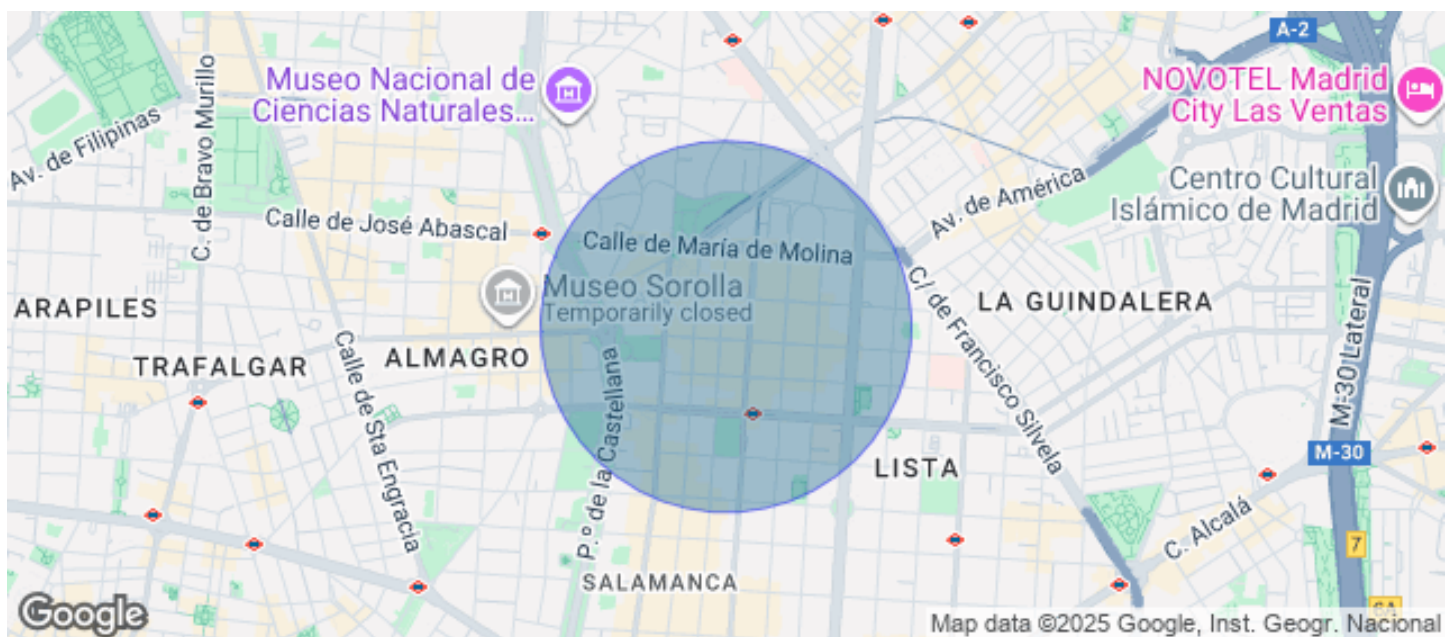 A-2
Museo Nacional de
Ciencias Naturales...
NOVOTEL Madrid
City Las Ventas
Av. de Filipinas
C. de Bravo Murillo
Centro Cultural
Islámico de Madrid
Av. de América
Calle de José Abascal
Calle de María de Molina
Museo Sorolla
Temporarily closed
ARAPILES
LA GUINDALERA
C/ de Francisco Silvela
M-30 Lateral
TRAFALGAR
ALMAGRO
Calle de Sta Engracia
P.º de la Castellana
M-30
LISTA
C. Alcalá
7
SALAMANCA
6A
Google
Map data ©2025 Google, Inst. Geogr. Nacional